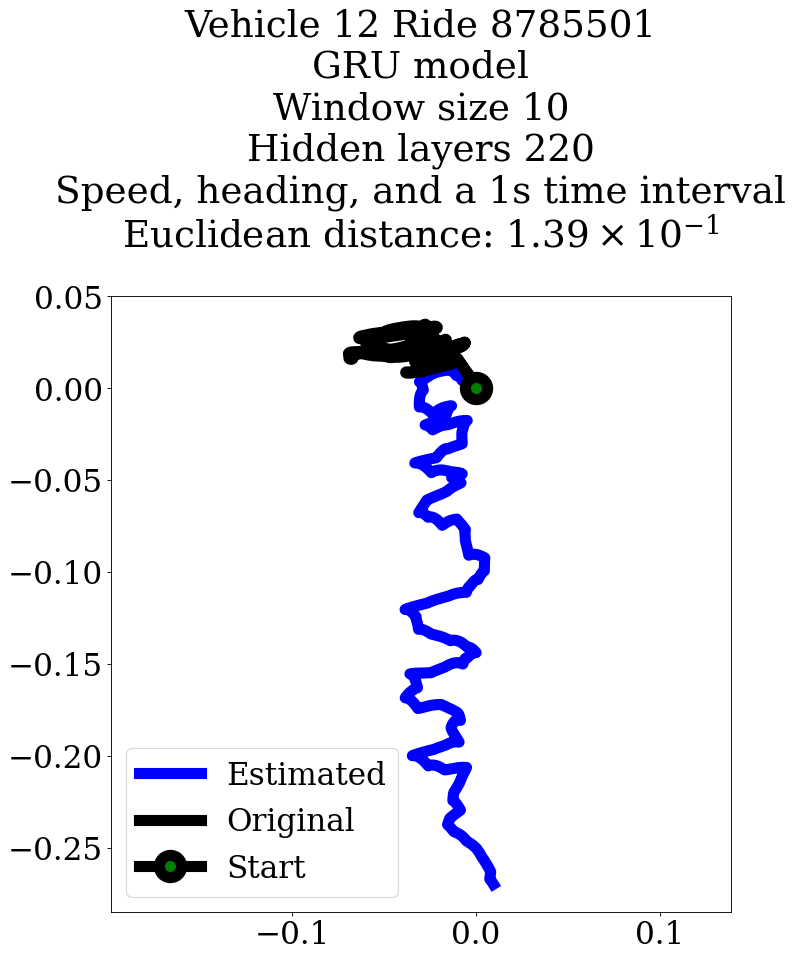 Vehicle 12 Ride 8785501
GRU model
Window size 10
Hidden layers 220
Speed, heading, and a 1s time interval
Euclidean distance: 1.39 × 10⁻¹
0.05
0.00
−0.05
−0.10
−0.15
−0.20
−0.25
Estimated
Original
Start
−0.1 0.0 0.1